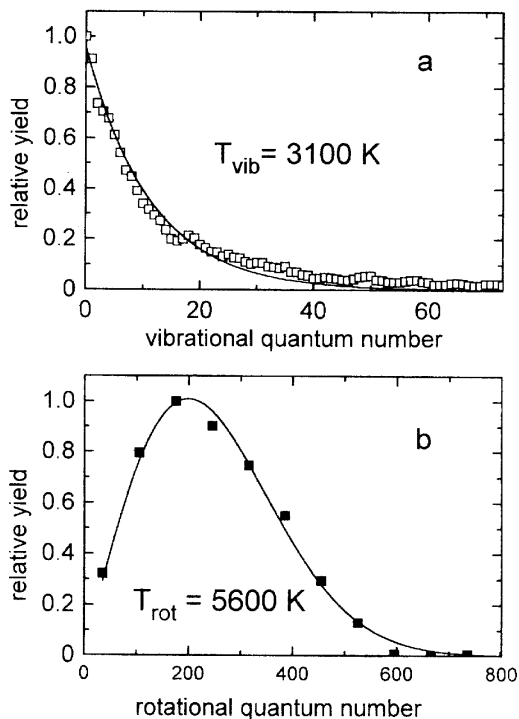 1.0
0.8
0.6
0.4
0.2
0
relative yield
a
T_vib = 3100 K
0
20
40
60
vibrational quantum number
1.0
0.8
0.6
0.4
0.2
0
relative yield
b
T_rot = 5600 K
0
200
400
600
800
rotational quantum number